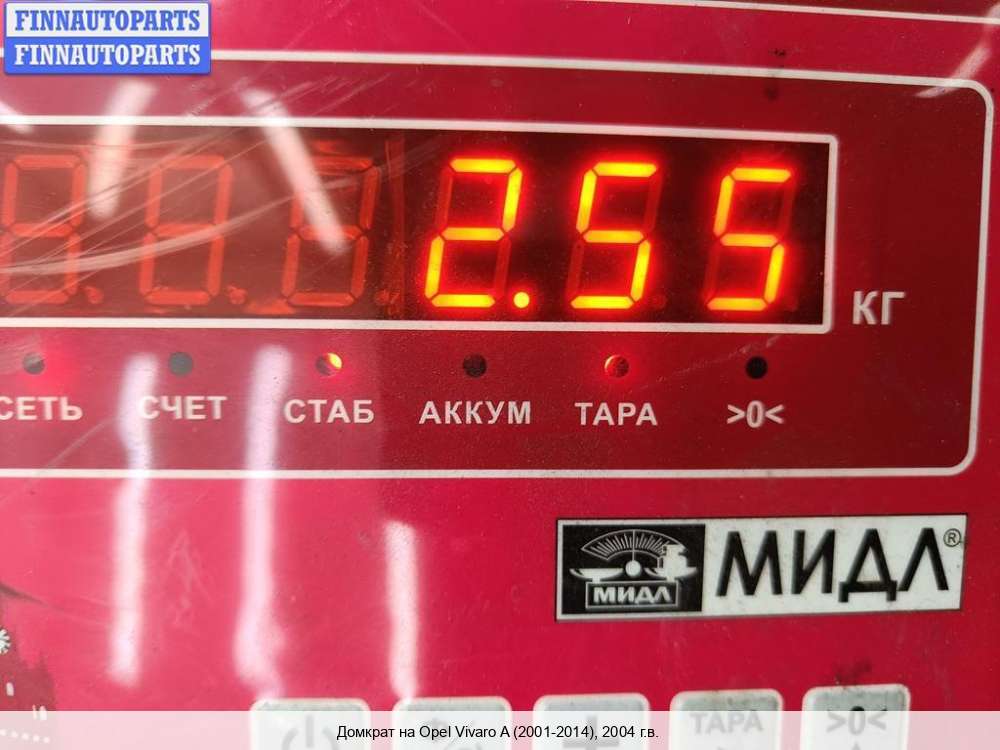 FINNAUTOPARTS
FINNAUTOPARTS
2.55
КГ
СЕТЬ СЧЕТ СТАБ АККУМ ТАРА >0<
МИДЛ МИДЛ®
ТАРА >0<
Домкрат на Opel Vivaro A (2001-2014), 2004 г.в.